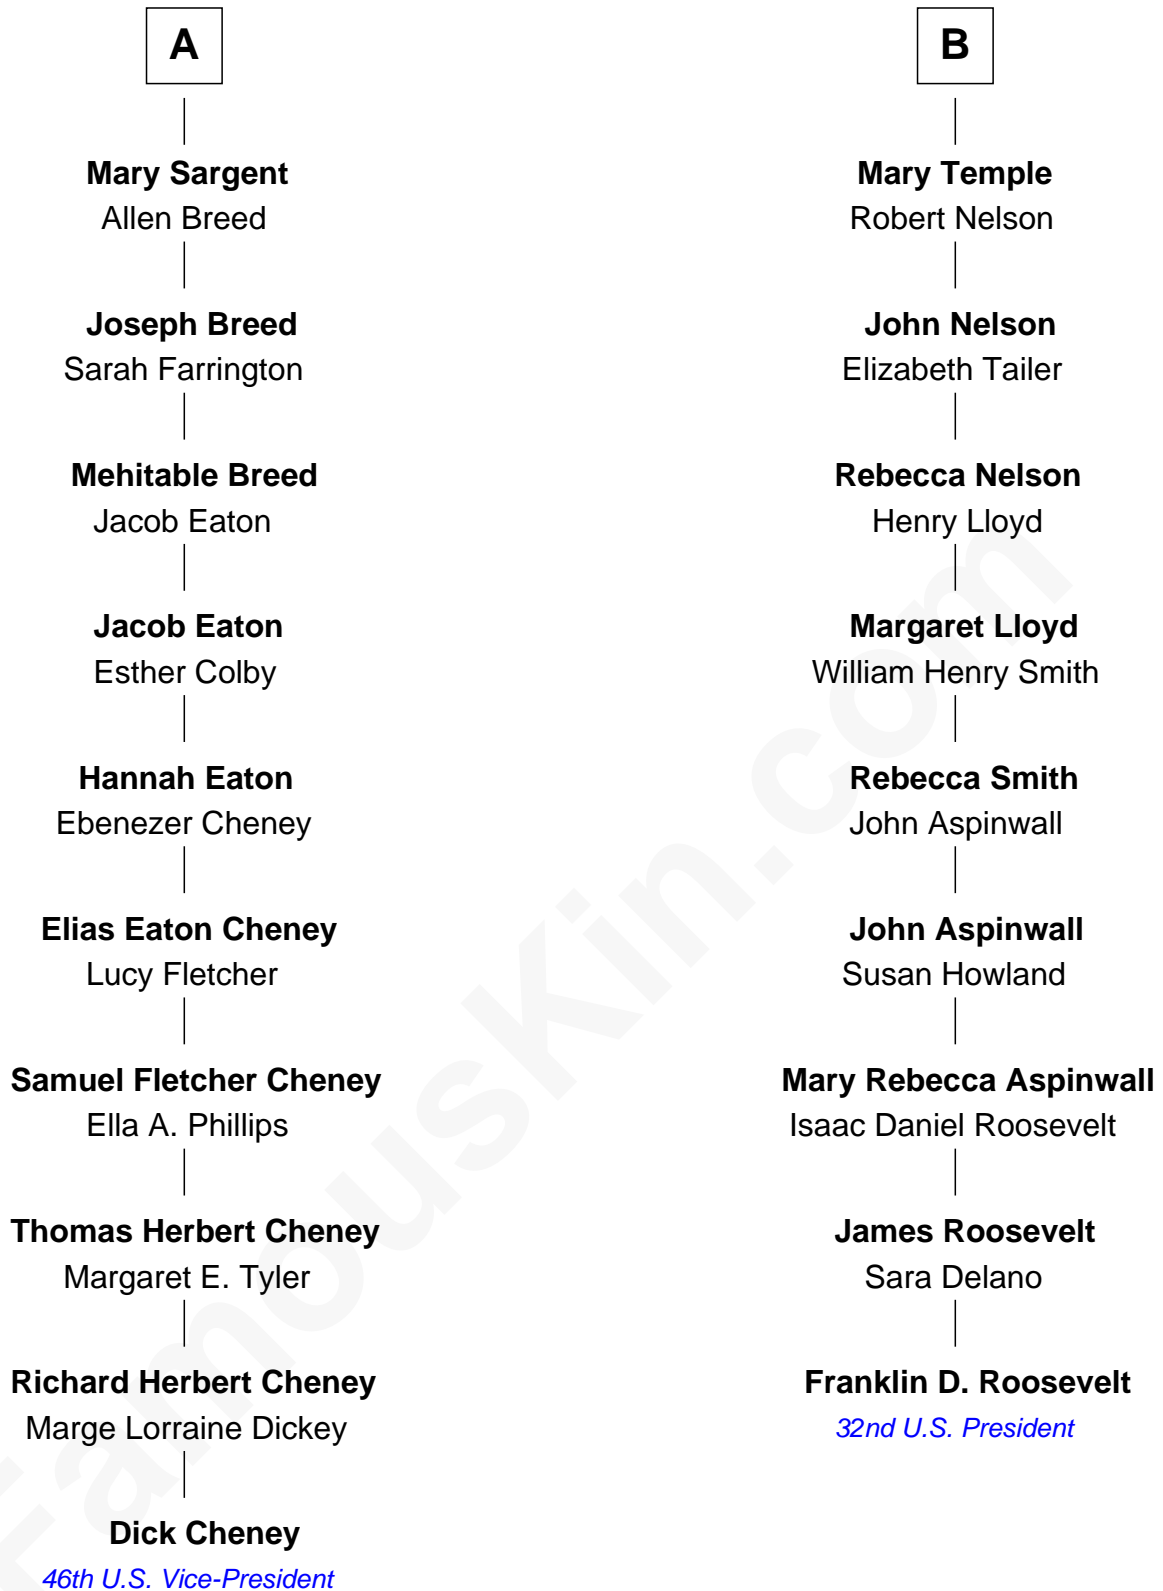 A
Mary Sargent
Allen Breed
Joseph Breed
Sarah Farrington
Mehitable Breed
Jacob Eaton
Jacob Eaton
Esther Colby
Hannah Eaton
Ebenezer Cheney
Elias Eaton Cheney
Lucy Fletcher
Samuel Fletcher Cheney
Ella A. Phillips
Thomas Herbert Cheney
Margaret E. Tyler
Richard Herbert Cheney
Marge Lorraine Dickey
Dick Cheney
46th U.S. Vice-President
B
Mary Temple
Robert Nelson
John Nelson
Elizabeth Tailer
Rebecca Nelson
Henry Lloyd
Margaret Lloyd
William Henry Smith
Rebecca Smith
John Aspinwall
John Aspinwall
Susan Howland
Mary Rebecca Aspinwall
Isaac Daniel Roosevelt
James Roosevelt
Sara Delano
Franklin D. Roosevelt
32nd U.S. President
FamousKin.com